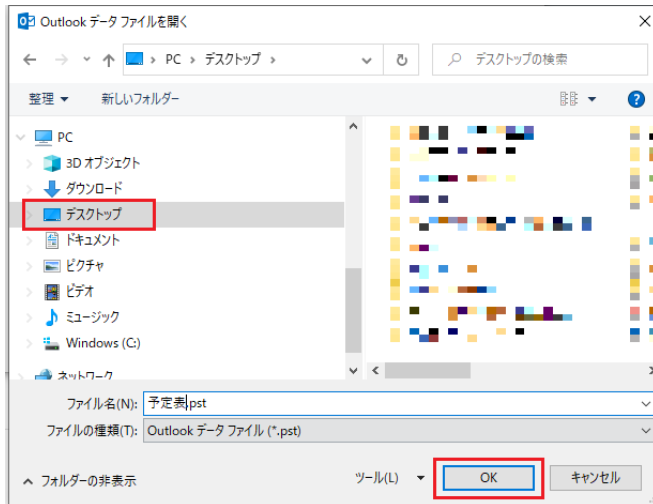 Outlook データ ファイルを開く
PC › デスクトップ ›
デスクトップの検索
整理 新しいフォルダー
PC
3D オブジェクト
ダウンロード
デスクトップ
ドキュメント
ピクチャ
ビデオ
ミュージック
Windows (C:)
ネットワーク
ファイル名(N): 予定表.pst
ファイルの種類(T): Outlook データ ファイル (*.pst)
フォルダーの非表示
ツール(L) OK キャンセル